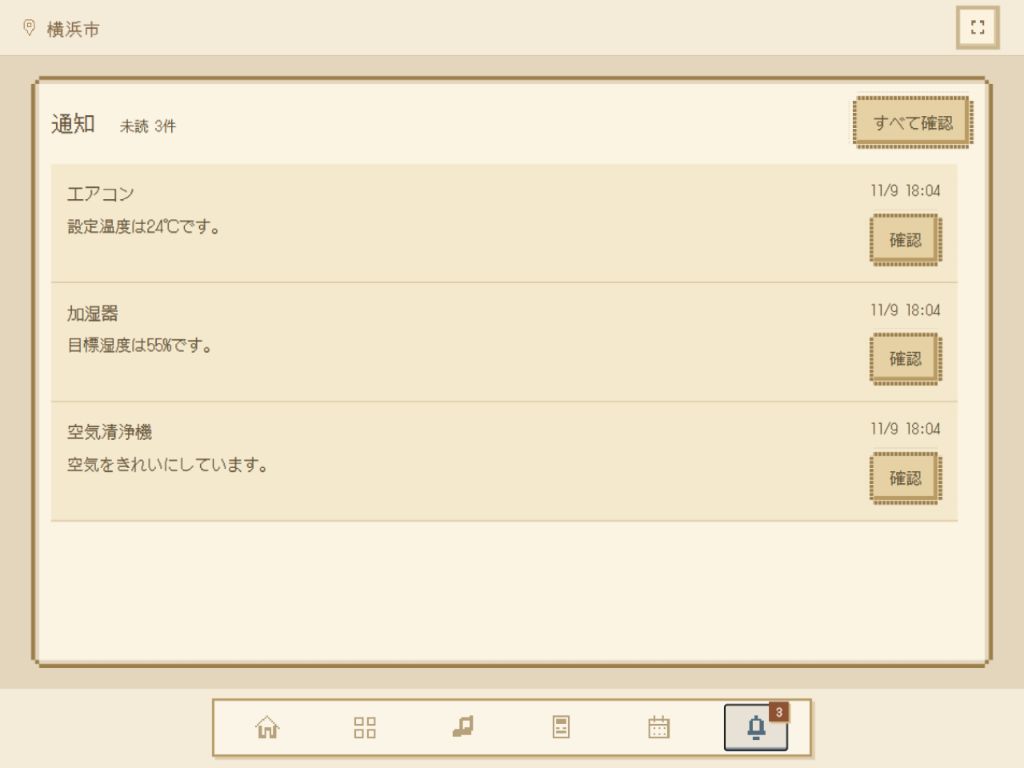 横浜市
通知 未読 3件
すべて確認
エアコン
11/9 18:04
設定温度は24℃です。
確認
加湿器
11/9 18:04
目標湿度は55%です。
確認
空気清浄機
11/9 18:04
空気をきれいにしています。
確認
3